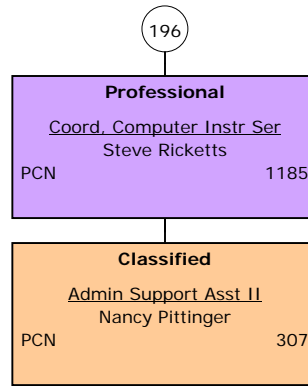 196
Professional
Coord, Computer Instr Ser
Steve Ricketts
PCN 1185
Classified
Admin Support Asst II
Nancy Pittinger
PCN 307